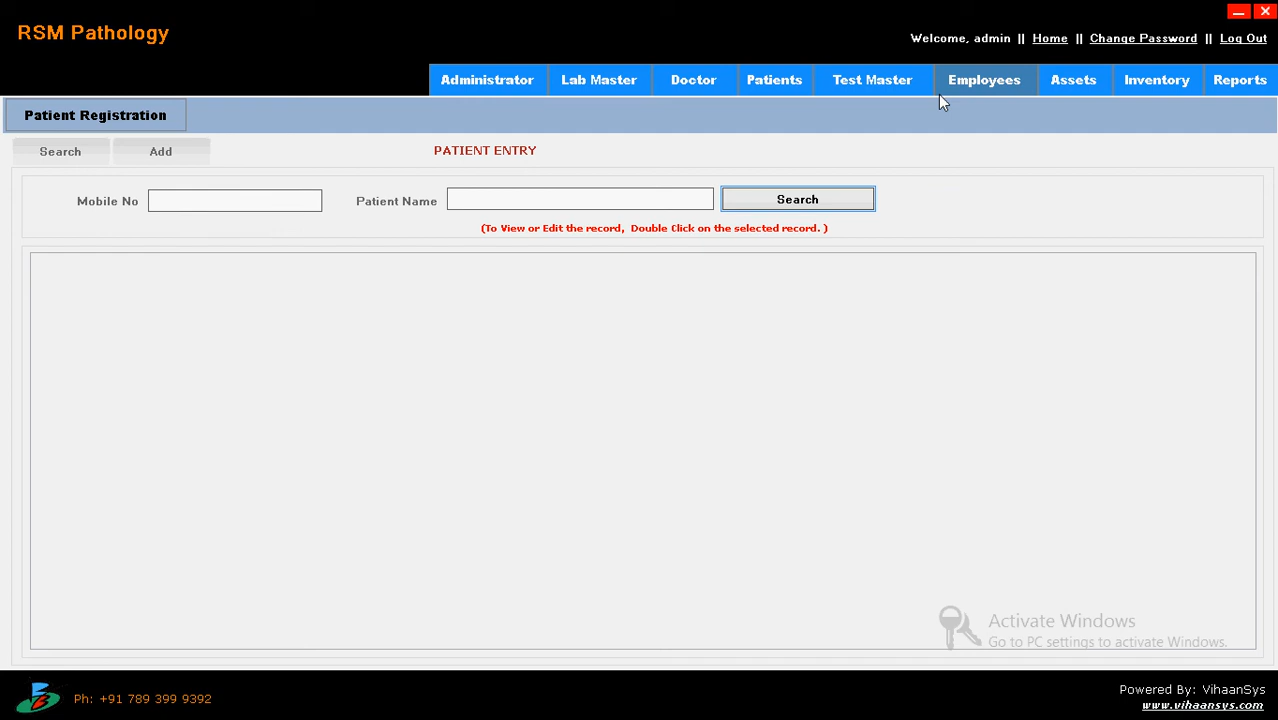 RSM Pathology
Welcome, admin || Home || Change Password || Log Out
Administrator Lab Master Doctor Patients Test Master Employees Assets Inventory Reports
Patient Registration
Search Add PATIENT ENTRY
Mobile No Patient Name Search
(To View or Edit the record, Double Click on the selected record. )
Activate Windows
Go to PC settings to activate Windows.
Ph: +91 789 399 9392
Powered By: VihaanSys
www.vihaansys.com